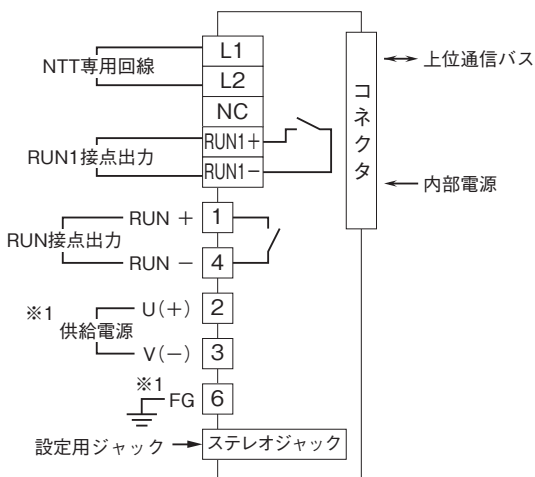 L1
NTT専用回線
L2
NC
RUN1+
RUN1接点出力
RUN1−
コネクタ
上位通信バス
内部電源
RUN + 1
RUN接点出力
RUN − 4
※1
U(+) 2
供給電源
V(−) 3
※1
FG 6
設定用ジャック
ステレオジャック